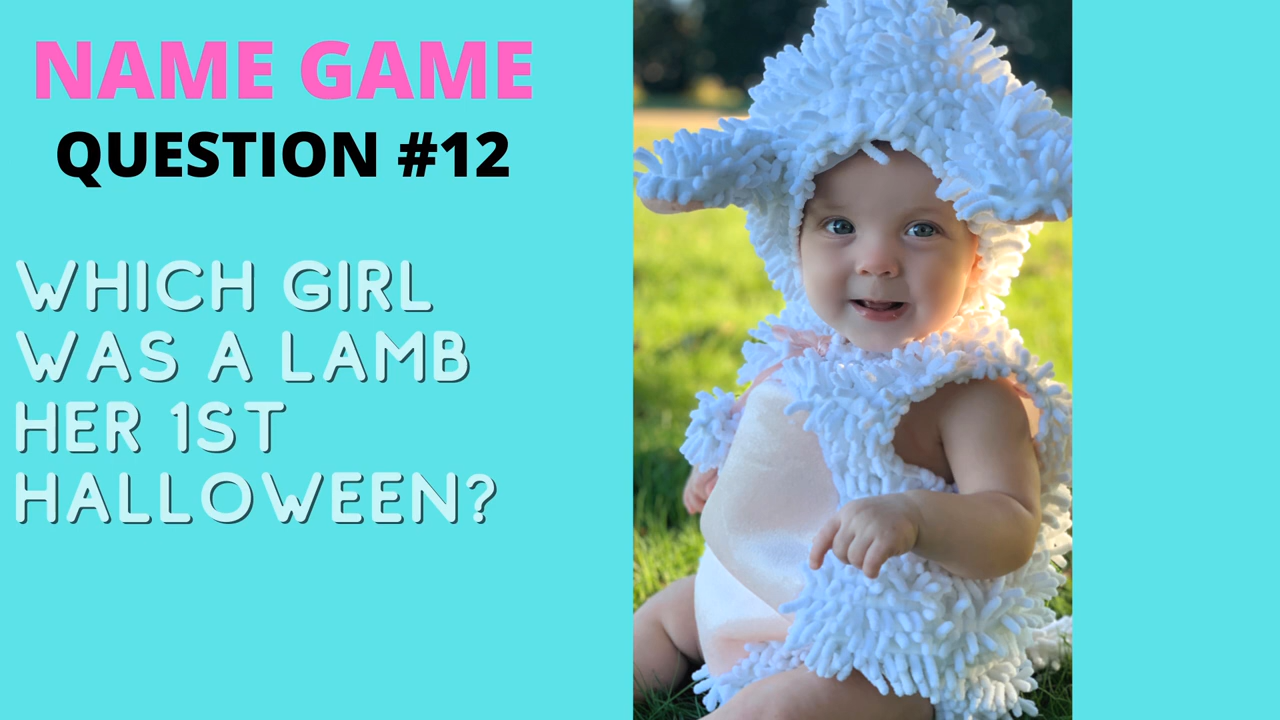 NAME GAME
QUESTION #12
WHICH GIRL
WAS A LAMB
HER 1ST
HALLOWEEN?